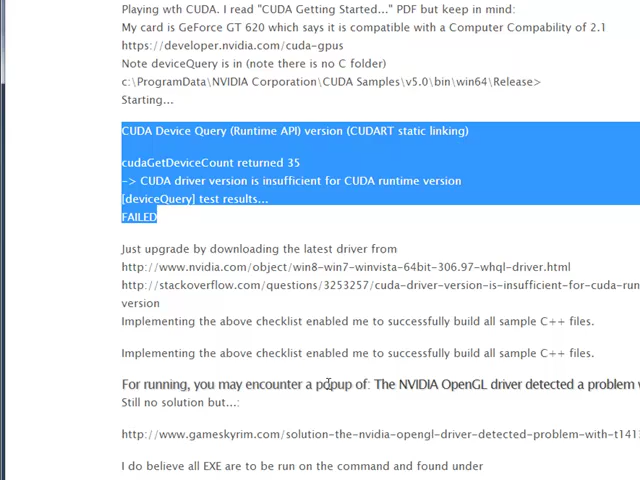 Playing wth CUDA. I read "CUDA Getting Started..." PDF but keep in mind:
My card is GeForce GT 620 which says it is compatible with a Computer Compability of 2.1
https://developer.nvidia.com/cuda-gpus
Note deviceQuery is in (note there is no C folder)
c:\ProgramData\NVIDIA Corporation\CUDA Samples\v5.0\bin\win64\Release>
Starting...
CUDA Device Query (Runtime API) version (CUDART static linking)
cudaGetDeviceCount returned 35
-> CUDA driver version is insufficient for CUDA runtime version
[deviceQuery] test results...
FAILED
Just upgrade by downloading the latest driver from
http://www.nvidia.com/object/win8-win7-winvista-64bit-306.97-whql-driver.html
http://stackoverflow.com/questions/3253257/cuda-driver-version-is-insufficient-for-cuda-run
version
Implementing the above checklist enabled me to successfully build all sample C++ files.
Implementing the above checklist enabled me to successfully build all sample C++ files.
For running, you may encounter a popup of: The NVIDIA OpenGL driver detected a problem w
Still no solution but...:
http://www.gameskyrim.com/solution-the-nvidia-opengl-driver-detected-problem-with-t141
I do believe all EXE are to be run on the command and found under